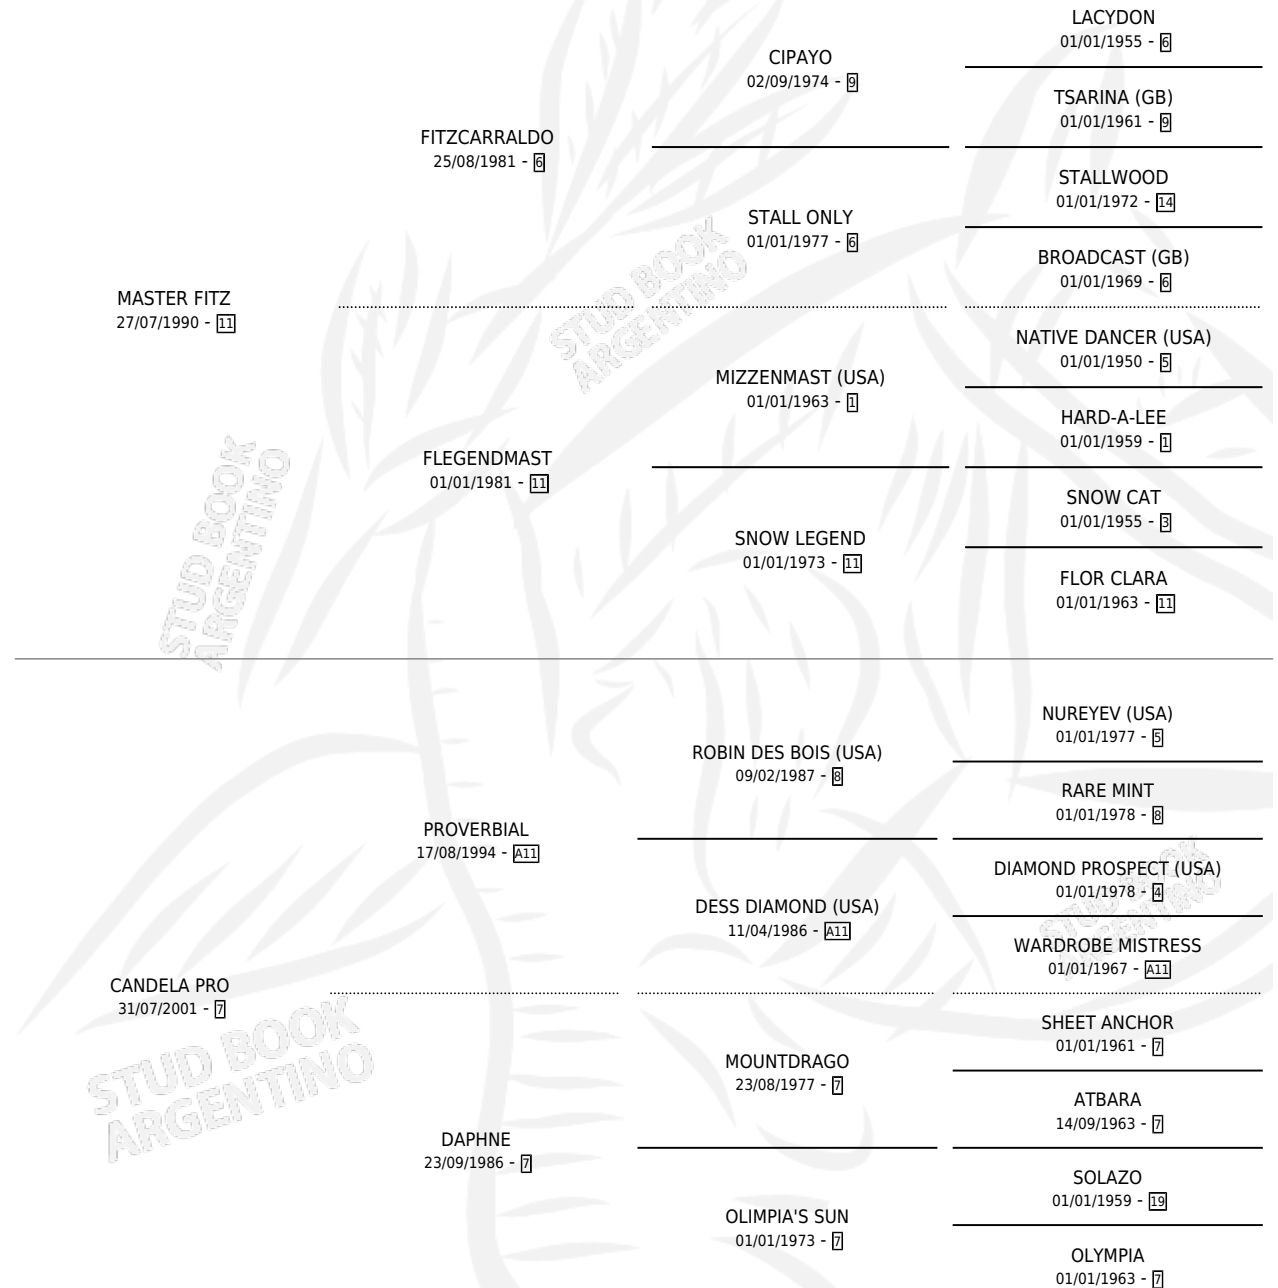 LACYDON
01/01/1955 - 6
CIPAYO
02/09/1974 - 9
TSARINA (GB)
01/01/1961 - 9
FITZCARRALDO
25/08/1981 - 6
STALLWOOD
01/01/1972 - 14
STALL ONLY
01/01/1977 - 6
BROADCAST (GB)
01/01/1969 - 6
MASTER FITZ
27/07/1990 - 11
STUD BOOK
ARGENTINO
NATIVE DANCER (USA)
01/01/1950 - 5
MIZZENMAST (USA)
01/01/1963 - 1
HARD-A-LEE
01/01/1959 - 1
FLEGENDMAST
01/01/1981 - 11
SNOW CAT
01/01/1955 - 3
SNOW LEGEND
01/01/1973 - 11
FLOR CLARA
01/01/1963 - 11
STUD BOOK
ARGENTINO
NUREYEV (USA)
01/01/1977 - 5
ROBIN DES BOIS (USA)
09/02/1987 - 8
RARE MINT
01/01/1978 - 8
PROVERBIAL
17/08/1994 - A11
DIAMOND PROSPECT (USA)
01/01/1978 - 4
DESS DIAMOND (USA)
11/04/1986 - A11
WARDROBE MISTRESS
01/01/1967 - A11
STUD BOOK
ARGENTINO
CANDELA PRO
31/07/2001 - 7
SHEET ANCHOR
01/01/1961 - 7
MOUNTDRAGO
23/08/1977 - 7
ATBARA
14/09/1963 - 7
STUD BOOK
ARGENTINO
DAPHNE
23/09/1986 - 7
SOLAZO
01/01/1959 - 19
OLIMPIA'S SUN
01/01/1973 - 7
OLYMPIA
01/01/1963 - 7